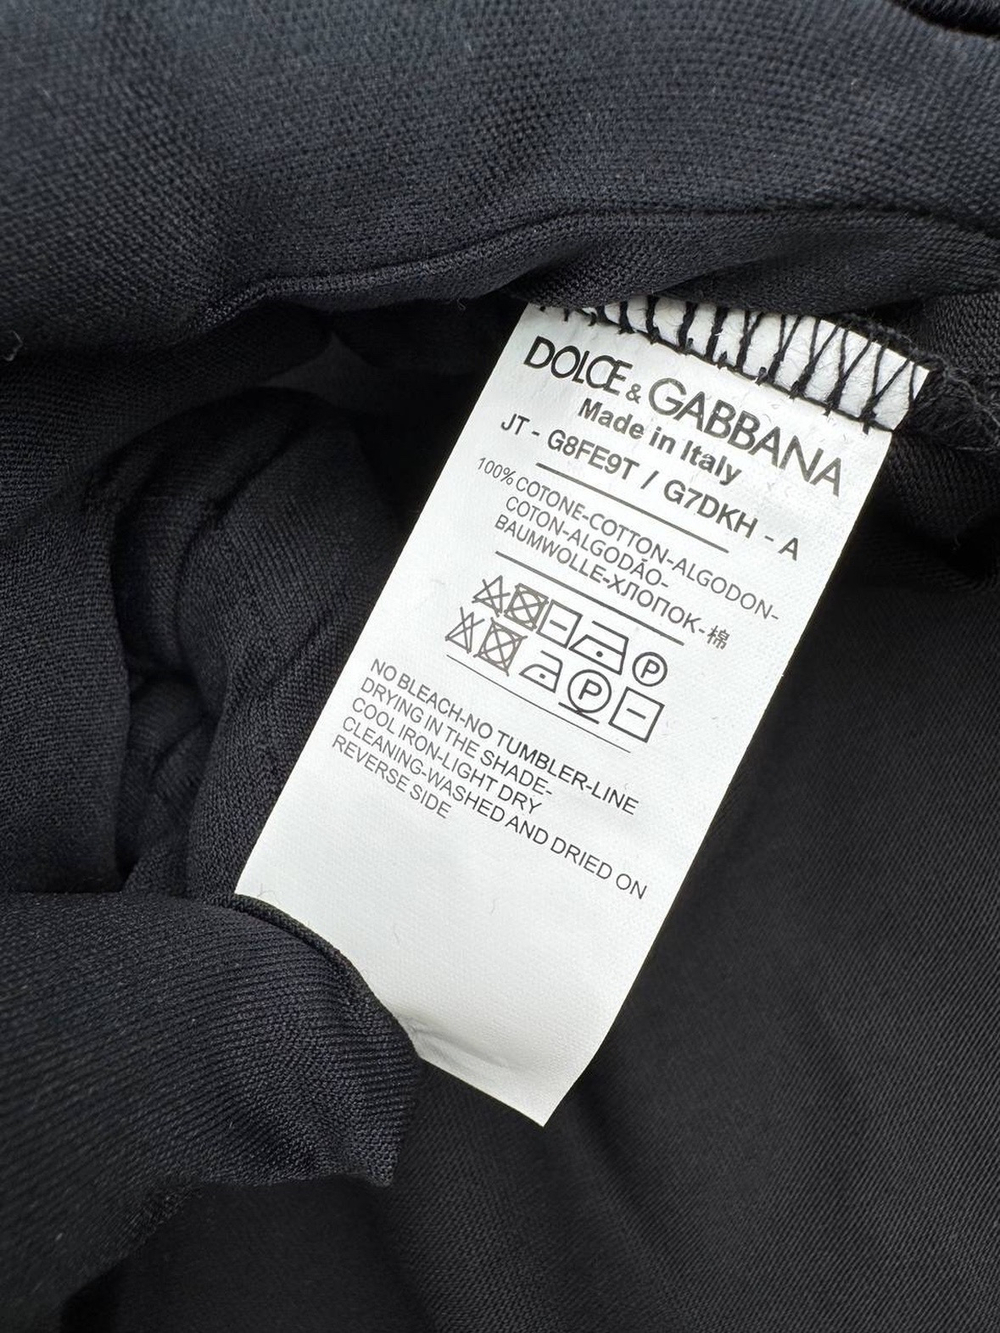 DOLCE & GABBANA
Made in Italy
JT - G8FE9T / G7DKH - A
100% COTONE-COTTON-ALGODON-
COTON-ALGODÃO-
BAUMWOLLE-ХЛОПОК-棉
P
P
NO BLEACH-NO TUMBLER-LINE
DRYING IN THE SHADE-
COOL IRON-LIGHT DRY
CLEANING-WASHED AND DRIED ON
REVERSE SIDE